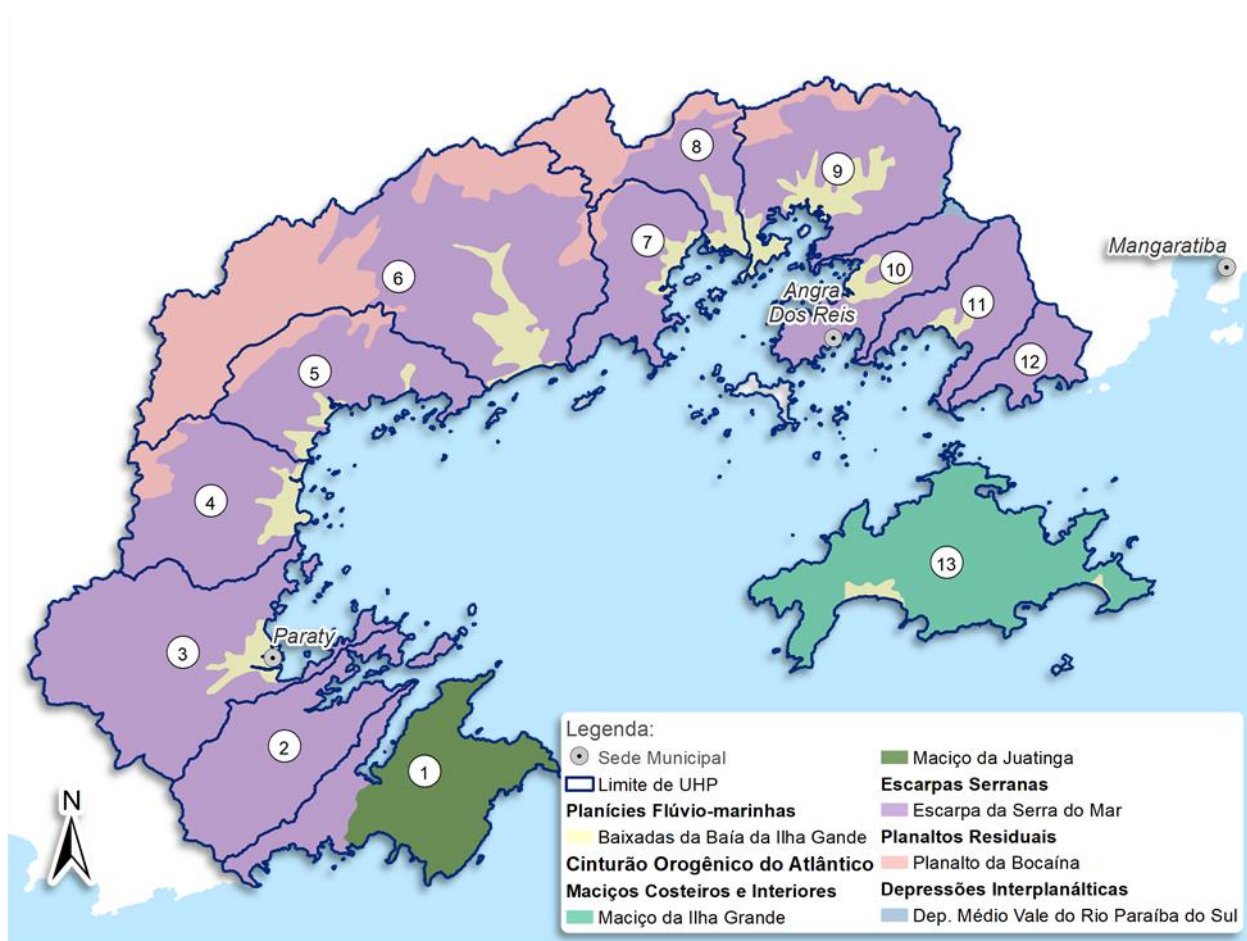 8
9
7
Mangaratiba
10
6
Angra
Dos Reis
11
12
5
4
13
3
Paratý
2
1
N
Legenda:
Sede Municipal
Limite de UHP
Planícies Flúvio-marinhas
Baixadas da Baía da Ilha Gande
Cinturão Orogênico do Atlântico
Maciços Costeiros e Interiores
Maciço da Ilha Grande
Maciço da Juatinga
Escarpas Serranas
Escarpa da Serra do Mar
Planaltos Residuais
Planalto da Bocaína
Depressões Interplanálticas
Dep. Médio Vale do Rio Paraíba do Sul